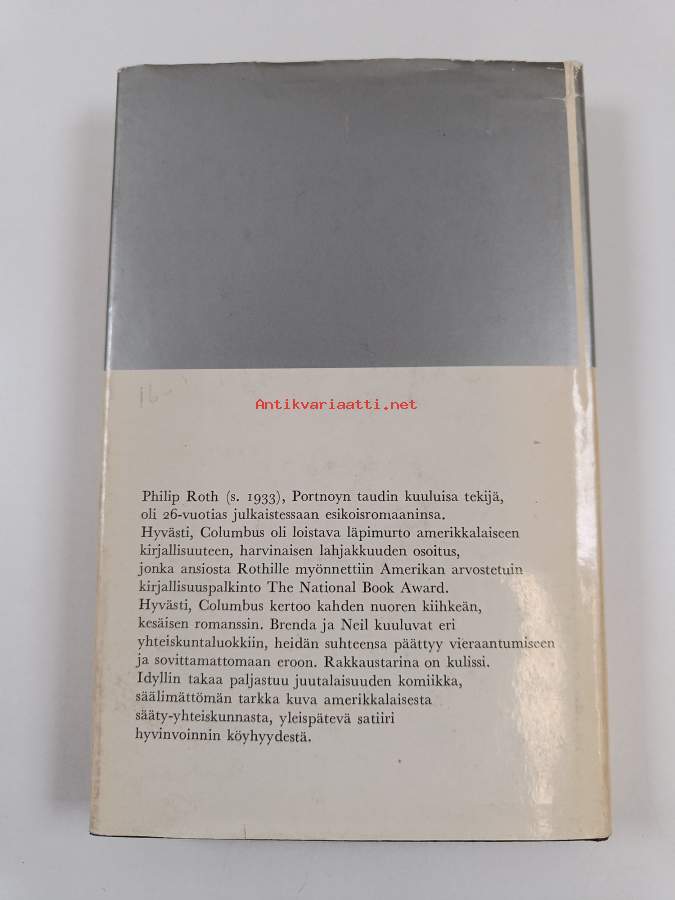 16-
Antikvariaatti.net
Philip Roth (s. 1933), Portnoyn taudin kuuluisa tekijä,
oli 26-vuotias julkaistessaan esikoisromaaninsa.
Hyvästi, Columbus oli loistava läpimurto amerikkalaiseen
kirjallisuuteen, harvinaisen lahjakkuuden osoitus,
jonka ansiosta Rothille myönnettiin Amerikan arvostetuin
kirjallisuuspalkinto The National Book Award.
Hyvästi, Columbus kertoo kahden nuoren kiihkeän,
kesäisen romanssin. Brenda ja Neil kuuluvat eri
yhteiskuntaluokkiin, heidän suhteensa päättyy vieraantumiseen
ja sovittamattomaan eroon. Rakkaustarina on kulissi.
Idyllin takaa paljastuu juutalaisuuden komiikka,
säälimättömän tarkka kuva amerikkalaisesta
sääty-yhteiskunnasta, yleispätevä satiiri
hyvinvoinnin köyhyydestä.